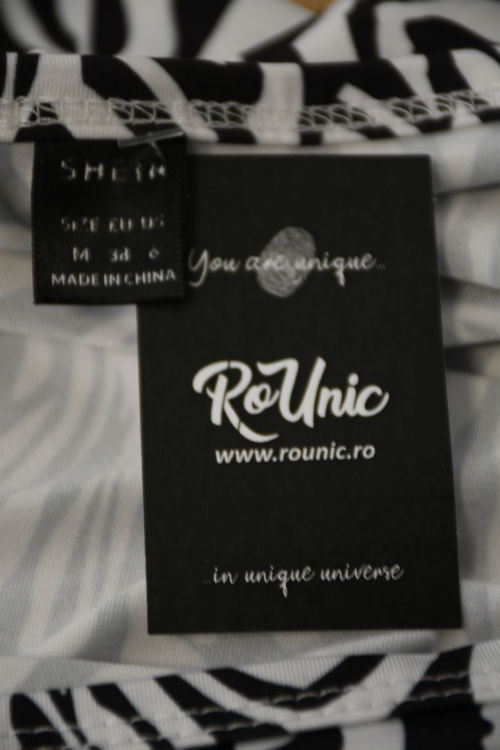 SHEIN
SIZE EU US
M 38 6
MADE IN CHINA
You are unique...
RoUnic
www.rounic.ro
...in unique universe